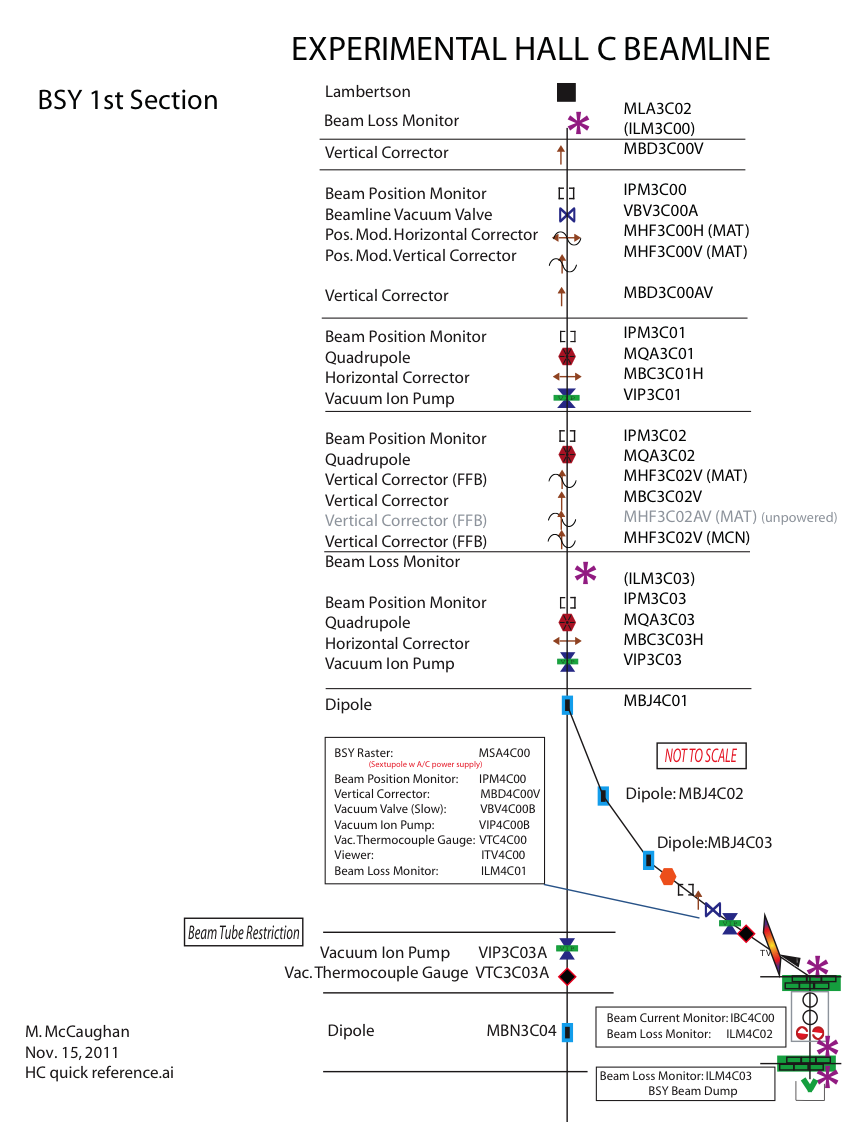 EXPERIMENTAL HALL C BEAMLINE
BSY 1st Section
Lambertson
MLA3C02
Beam Loss Monitor
(ILM3C00)
Vertical Corrector MBD3C00V
Beam Position Monitor IPM3C00
Beamline Vacuum Valve VBV3C00A
Pos. Mod. Horizontal Corrector MHF3C00H (MAT)
Pos. Mod. Vertical Corrector MHF3C00V (MAT)
Vertical Corrector MBD3C00AV
Beam Position Monitor IPM3C01
Quadrupole MQA3C01
Horizontal Corrector MBC3C01H
Vacuum Ion Pump VIP3C01
Beam Position Monitor IPM3C02
Quadrupole MQA3C02
Vertical Corrector (FFB) MHF3C02V (MAT)
Vertical Corrector MBC3C02V
Vertical Corrector (FFB) MHF3C02AV (MAT) (unpowered)
Vertical Corrector (FFB) MHF3C02V (MCN)
Beam Loss Monitor
(ILM3C03)
Beam Position Monitor IPM3C03
Quadrupole MQA3C03
Horizontal Corrector MBC3C03H
Vacuum Ion Pump VIP3C03
Dipole MBJ4C01
NOT TO SCALE
BSY Raster: MSA4C00
(Sextupole w A/C power supply)
Beam Position Monitor: IPM4C00
Vertical Corrector: MBD4C00V
Vacuum Valve (Slow): VBV4C00B
Vacuum Ion Pump: VIP4C00B
Vac. Thermocouple Gauge: VTC4C00
Viewer: ITV4C00
Beam Loss Monitor: ILM4C01
Dipole: MBJ4C02
Dipole:MBJ4C03
TV
Beam Tube Restriction
Vacuum Ion Pump VIP3C03A
Vac. Thermocouple Gauge VTC3C03A
Dipole MBN3C04
Beam Current Monitor: IBC4C00
Beam Loss Monitor: ILM4C02
Beam Loss Monitor: ILM4C03
BSY Beam Dump
M. McCaughan
Nov. 15, 2011
HC quick reference.ai